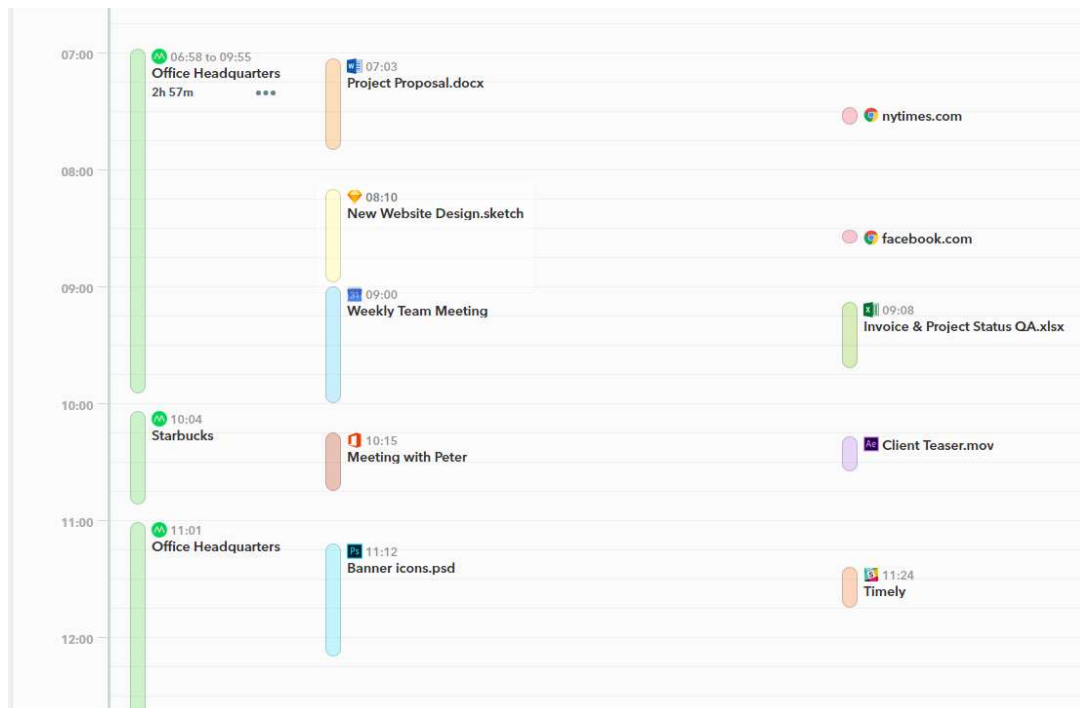 07:00
06:58 to 09:55
Office Headquarters
2h 57m
07:03
Project Proposal.docx
nytimes.com
08:00
08:10
New Website Design.sketch
facebook.com
09:00
09:00
Weekly Team Meeting
09:08
Invoice & Project Status QA.xlsx
10:00
10:04
Starbucks
10:15
Meeting with Peter
Ae Client Teaser.mov
11:00
11:01
Office Headquarters
Ps 11:12
Banner icons.psd
11:24
Timely
12:00